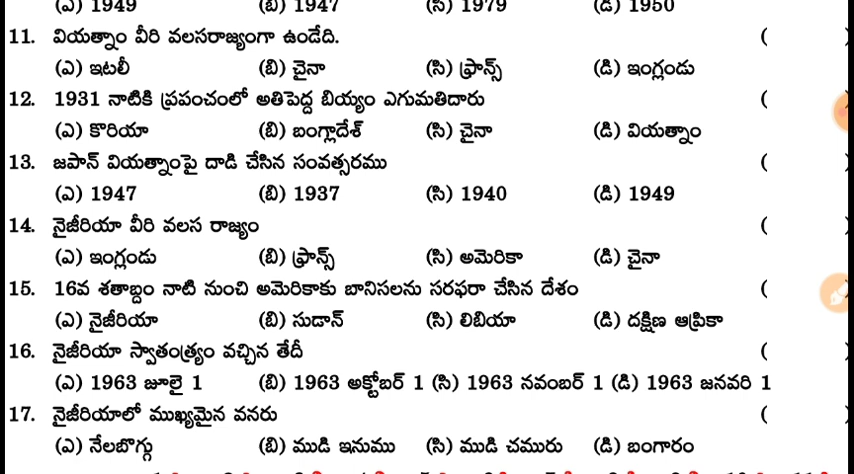 (ఎ) 1949 (బి) 1947 (సి) 1979 (డి) 1950
11. వియత్నాం వీరి వలసరాజ్యంగా ఉండేది. ( )
(ఎ) ఇటలీ (బి) చైనా (సి) ఫ్రాన్స్ (డి) ఇంగ్లండు
12. 1931 నాటికి ప్రపంచంలో అతిపెద్ద బియ్యం ఎగుమతిదారు ( )
(ఎ) కొరియా (బి) బంగ్లాదేశ్ (సి) చైనా (డి) వియత్నాం
13. జపాన్ వియత్నాంపై దాడి చేసిన సంవత్సరము ( )
(ఎ) 1947 (బి) 1937 (సి) 1940 (డి) 1949
14. నైజీరియా వీరి వలస రాజ్యం ( )
(ఎ) ఇంగ్లండు (బి) ఫ్రాన్స్ (సి) అమెరికా (డి) చైనా
15. 16వ శతాబ్దం నాటి నుంచి అమెరికాకు బానిసలను సరఫరా చేసిన దేశం ( )
(ఎ) నైజీరియా (బి) సుడాన్ (సి) లిబియా (డి) దక్షిణ ఆఫ్రికా
16. నైజీరియా స్వాతంత్ర్యం వచ్చిన తేదీ ( )
(ఎ) 1963 జూలై 1 (బి) 1963 అక్టోబర్ 1 (సి) 1963 నవంబర్ 1 (డి) 1963 జనవరి 1
17. నైజీరియాలో ముఖ్యమైన వనరు ( )
(ఎ) నేలబొగ్గు (బి) ముడి ఇనుము (సి) ముడి చమురు (డి) బంగారం